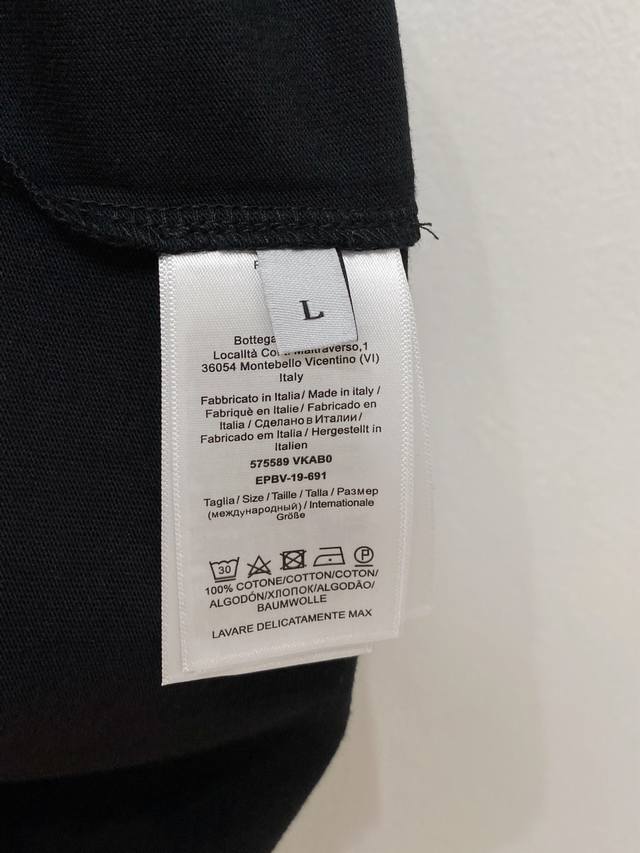 L
Bottega
Località
36054 Montebello Vicentino (VI)
Italy
Fabbricato in Italia / Made in italy /
Fabriquè en Italie / Fabricado en
Italia / Сделано в Италии /
Fabricado em Italia / Hergestellt in
Italien
575589 VKAB0
EPBV-19-691
Taglia / Size / Taille / Talla / Размер
(международный) / Internationale
Größe
30 P
100% COTONE/COTTON/COTON/
ALGODÓN/ХЛОПОК/ALGODÃO/
BAUMWOLLE
LAVARE DELICATAMENTE MAX